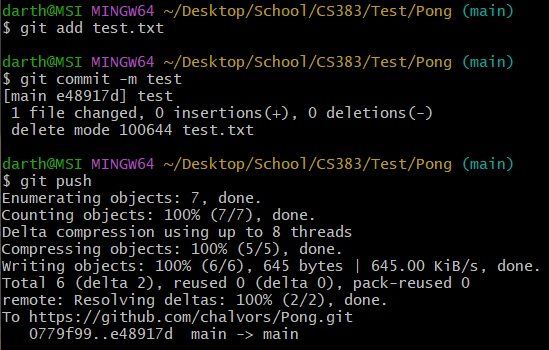 darth@MSI MINGW64 ~/Desktop/School/CS383/Test/Pong (main)
$ git add test.txt
darth@MSI MINGW64 ~/Desktop/School/CS383/Test/Pong (main)
$ git commit -m test
[main e48917d] test
 1 file changed, 0 insertions(+), 0 deletions(-)
 delete mode 100644 test.txt
darth@MSI MINGW64 ~/Desktop/School/CS383/Test/Pong (main)
$ git push
Enumerating objects: 7, done.
Counting objects: 100% (7/7), done.
Delta compression using up to 8 threads
Compressing objects: 100% (5/5), done.
Writing objects: 100% (6/6), 645 bytes | 645.00 KiB/s, done.
Total 6 (delta 2), reused 0 (delta 0), pack-reused 0
remote: Resolving deltas: 100% (2/2), done.
To https://github.com/chalvors/Pong.git
   0779f99..e48917d  main -> main